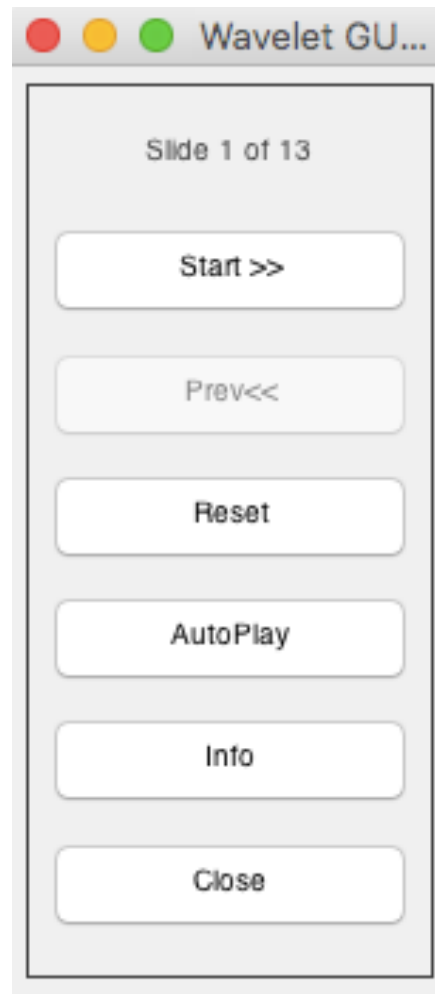 Wavelet GU...
Slide 1 of 13
Start >>
Prev<<
Reset
AutoPlay
Info
Close